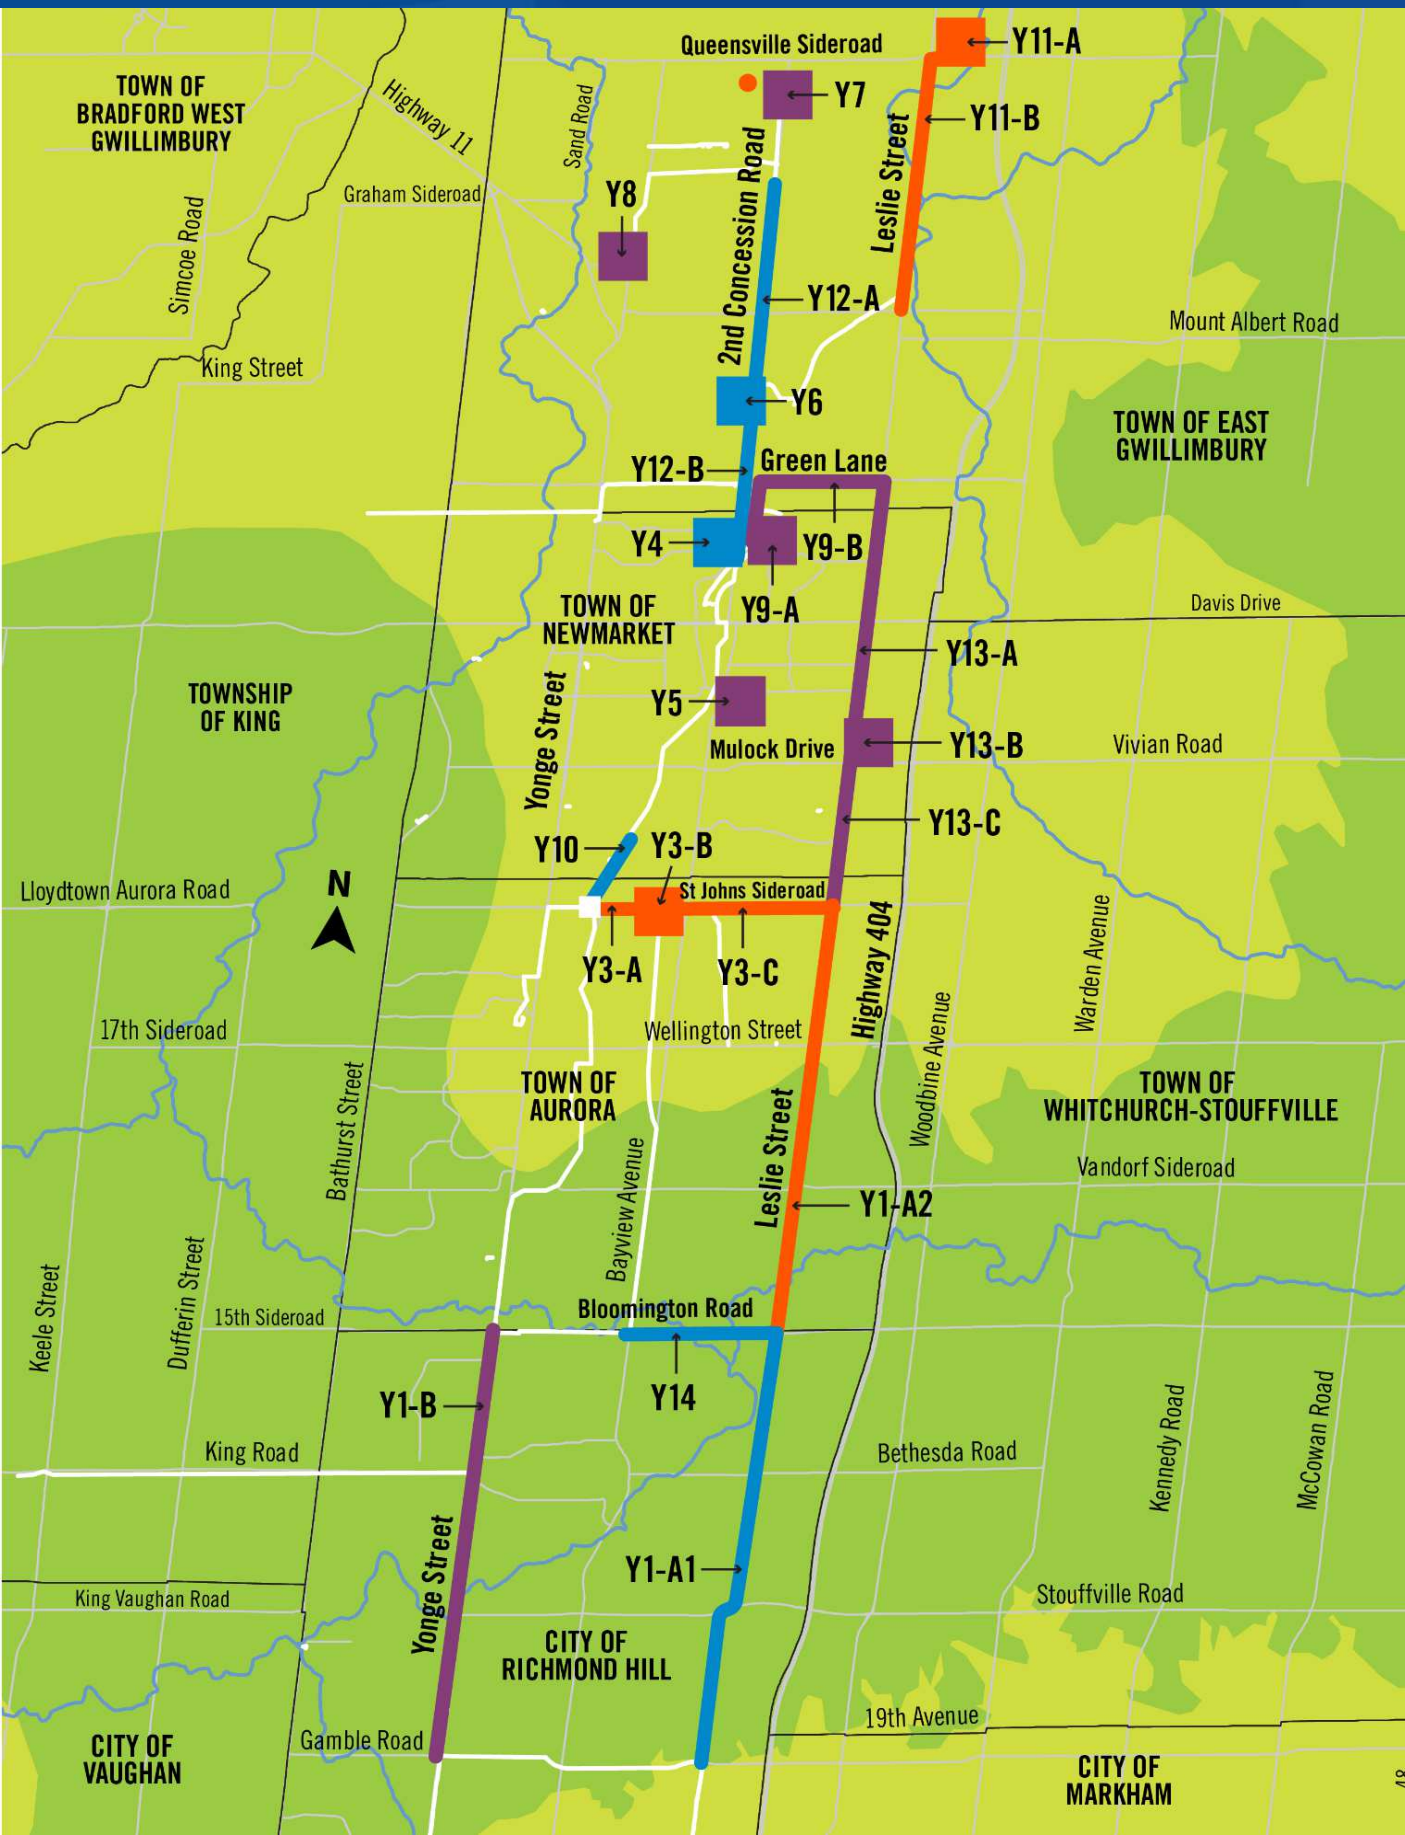 Queensville Sideroad
Y11-A
TOWN OF
BRADFORD WEST
GWILLIMBURY
Highway 11
Sand Road
Y7
Y11-B
Leslie Street
2nd Concession Road
Graham Sideroad
Y8
Simcoe Road
Y12-A
Mount Albert Road
King Street
Y6
TOWN OF EAST
GWILLIMBURY
Y12-B
Green Lane
Y4
Y9-B
Y9-A
TOWN OF
NEWMARKET
Davis Drive
Y13-A
TOWNSHIP
OF KING
Yonge Street
Y5
Mulock Drive
Y13-B
Vivian Road
Y13-C
Y10
Y3-B
N
Lloydtown Aurora Road
St Johns Sideroad
Highway 404
Warden Avenue
Y3-A
Y3-C
17th Sideroad
Wellington Street
Woodbine Avenue
Bathurst Street
TOWN OF
AURORA
Leslie Street
TOWN OF
WHITCHURCH-STOUFFVILLE
Bayview Avenue
Vandorf Sideroad
Y1-A2
Keele Street
Dufferin Street
15th Sideroad
Bloomington Road
Y1-B
Y14
Kennedy Road
McCowan Road
King Road
Bethesda Road
Yonge Street
Y1-A1
King Vaughan Road
Stouffville Road
CITY OF
RICHMOND HILL
19th Avenue
Gamble Road
CITY OF
VAUGHAN
CITY OF
MARKHAM
48